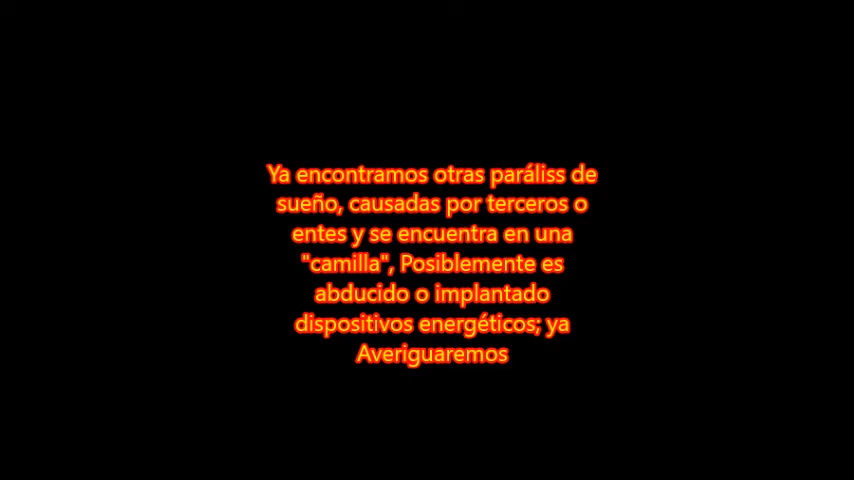 Ya encontramos otras paráliss de
sueño, causadas por terceros o
entes y se encuentra en una
"camilla", Posiblemente es
abducido o implantado
dispositivos energéticos; ya
Averiguaremos